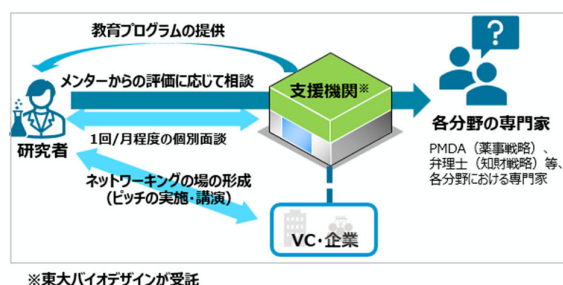 教育プログラムの提供
メンターからの評価に応じて相談
支援機関※
1回/月程度の個別面談
研究者
各分野の専門家
PMDA（薬事戦略）、
弁理士（知財戦略）等、
各分野における専門家
ネットワーキングの場の形成
(ピッチの実施・講演)
VC・企業
※東大バイオデザインが受託